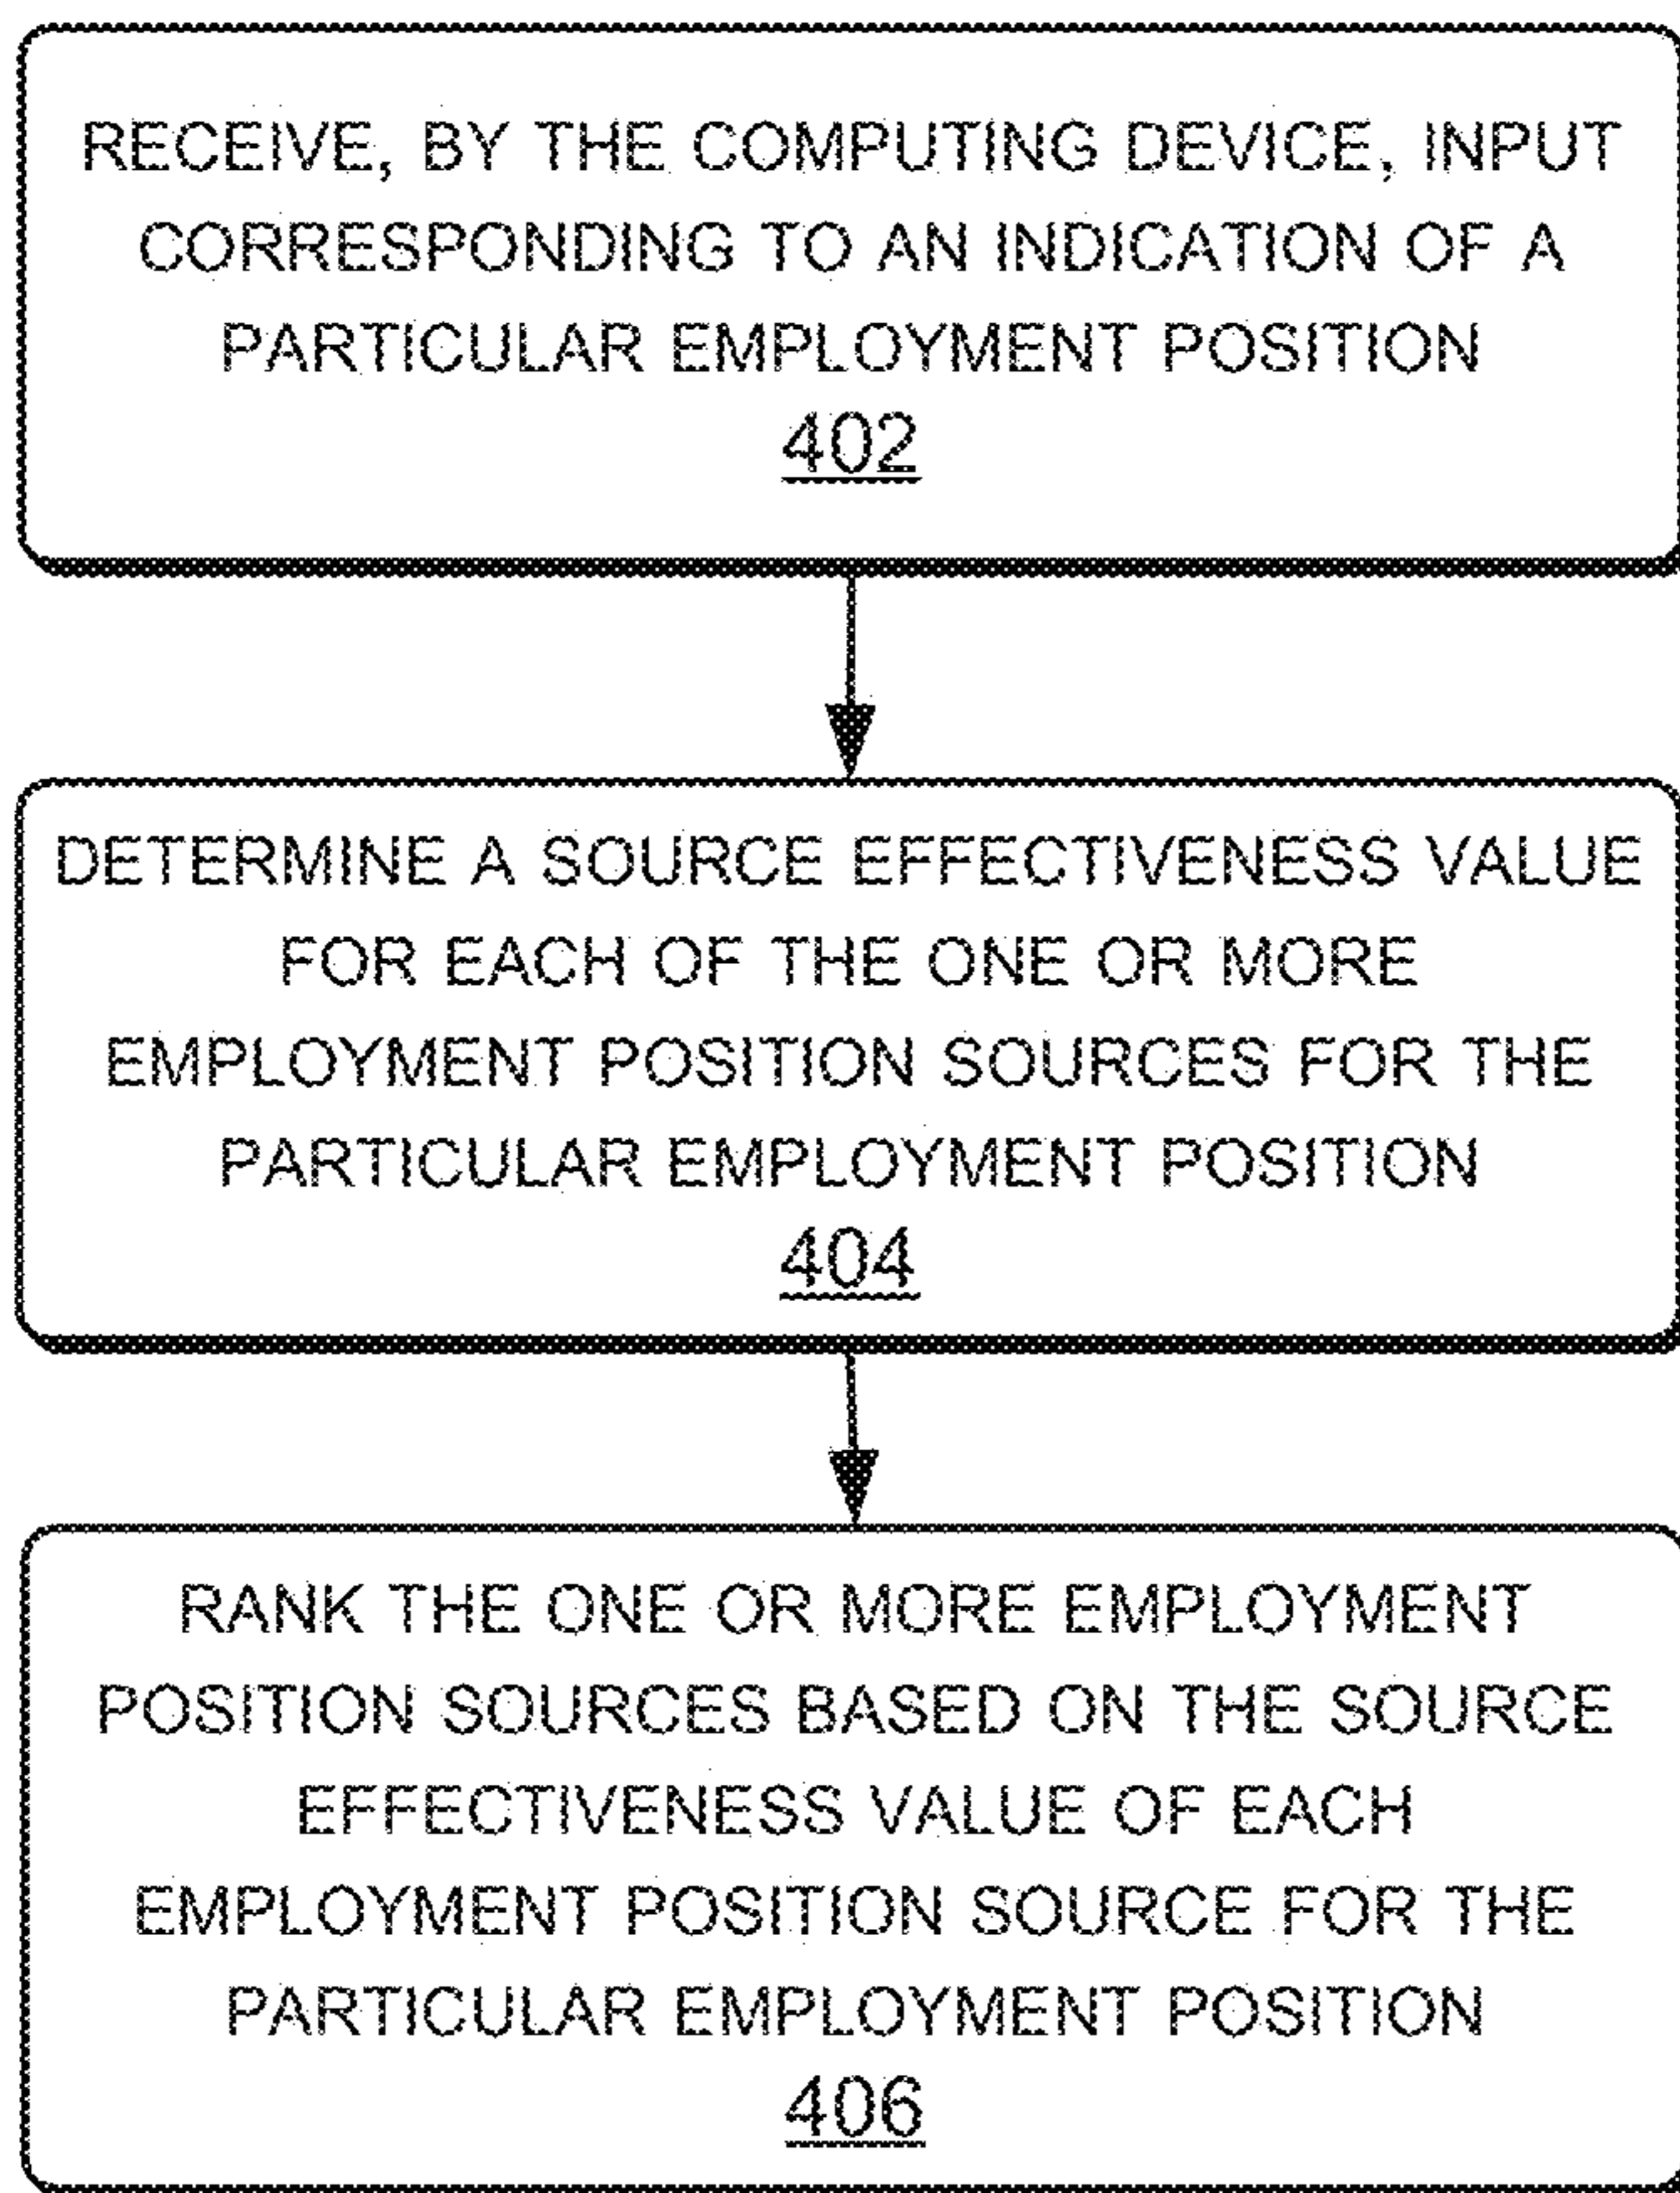 RECEIVE, BY THE COMPUTING DEVICE, INPUT
CORRESPONDING TO AN INDICATION OF A
PARTICULAR EMPLOYMENT POSITION
402
DETERMINE A SOURCE EFFECTIVENESS VALUE
FOR EACH OF THE ONE OR MORE
EMPLOYMENT POSITION SOURCES FOR THE
PARTICULAR EMPLOYMENT POSITION
404
RANK THE ONE OR MORE EMPLOYMENT
POSITION SOURCES BASED ON THE SOURCE
EFFECTIVENESS VALUE OF EACH
EMPLOYMENT POSITION SOURCE FOR THE
PARTICULAR EMPLOYMENT POSITION
406